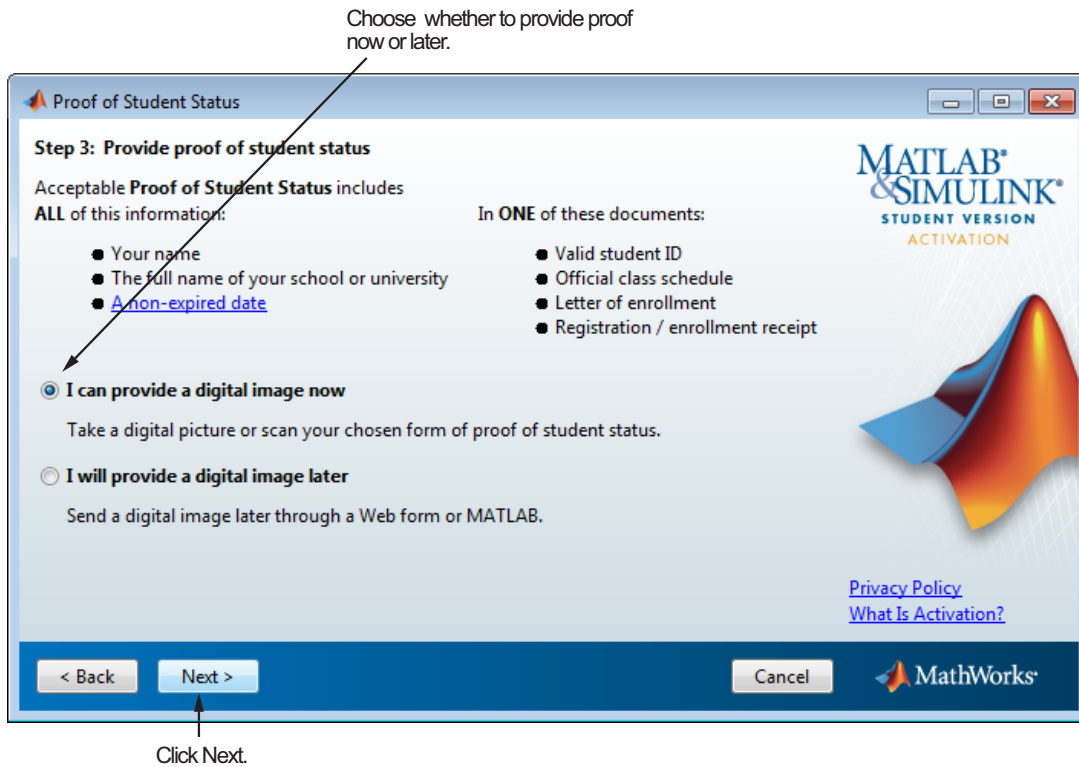 Choose whether to provide proof
now or later.
Proof of Student Status
Step 3: Provide proof of student status
Acceptable Proof of Student Status includes
ALL of this information:
● Your name
● The full name of your school or university
● A non-expired date
In ONE of these documents:
● Valid student ID
● Official class schedule
● Letter of enrollment
● Registration / enrollment receipt
MATLAB®
&SIMULINK®
STUDENT VERSION
ACTIVATION
I can provide a digital image now
Take a digital picture or scan your chosen form of proof of student status.
I will provide a digital image later
Send a digital image later through a Web form or MATLAB.
Privacy Policy
What Is Activation?
< Back
Next >
Cancel
MathWorks®
Click Next.